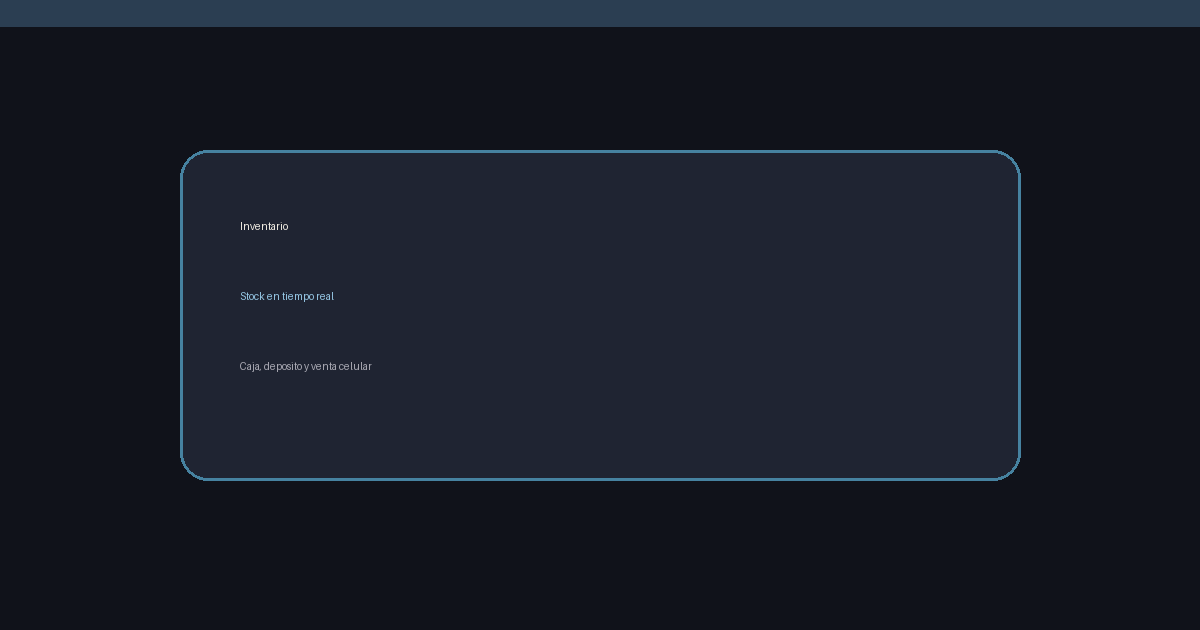 Inventario
Stock en tiempo real
Caja, deposito y venta celular